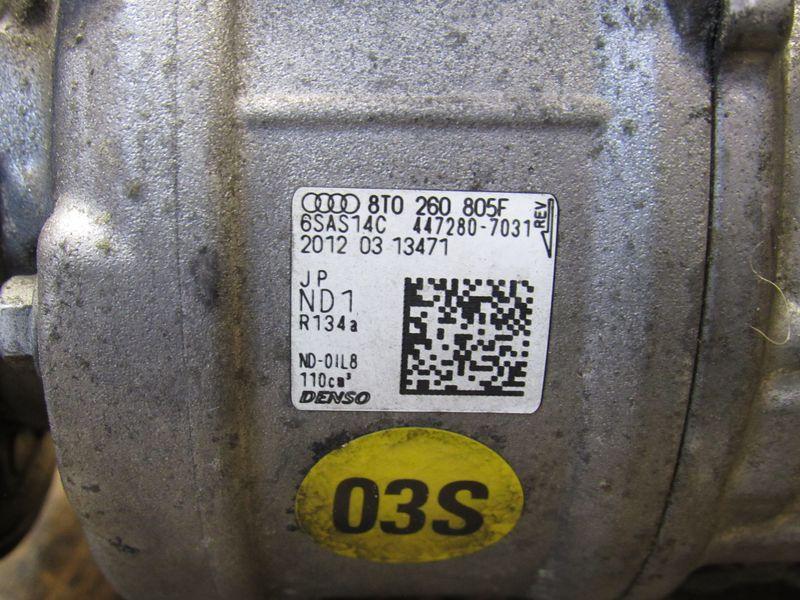 8T0 260 805F
6SAS14C 447280-7031
REV
2012 03 13471
JP
ND1
R134a
ND-OIL8
110cm³
DENSO
03S